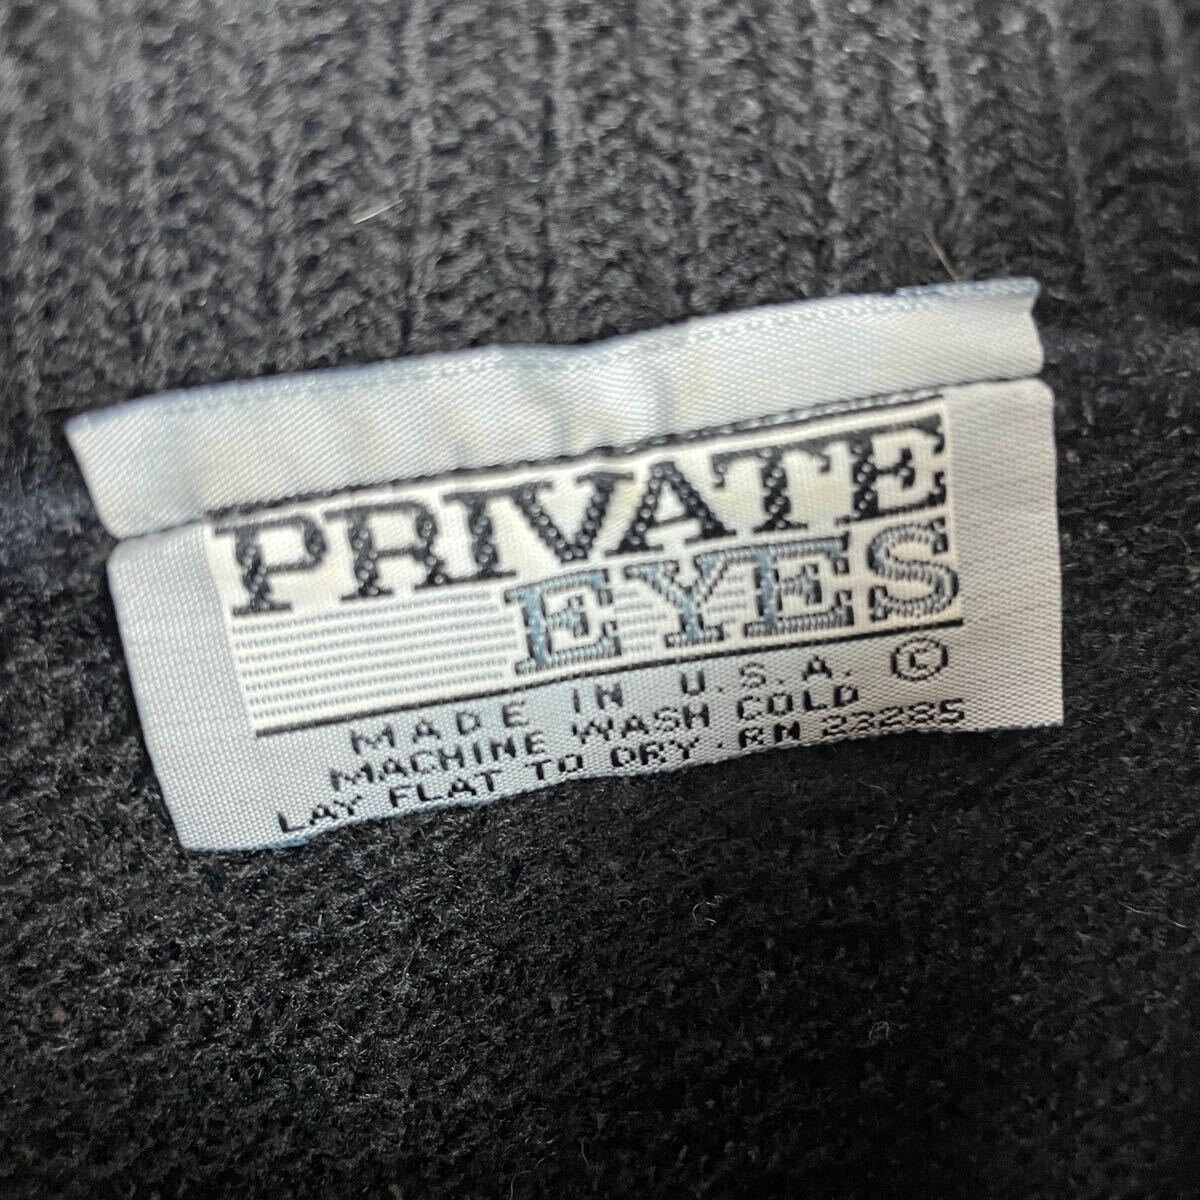 PRIVATE
EYES
MADE IN U.S.A. ©
MACHINE WASH COLD
LAY FLAT TO DRY · RN 23285